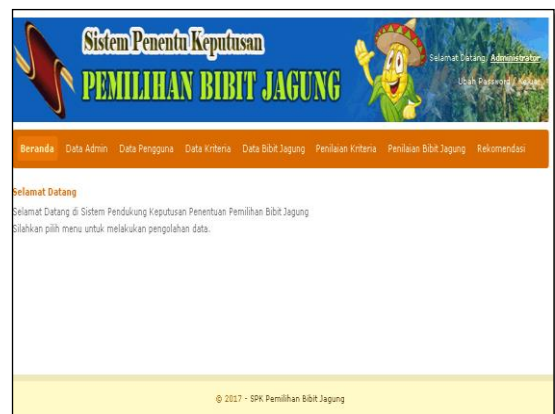 Sistem Penentu Keputusan
PEMILIHAN BIBIT JAGUNG
Selamat Datang, Administrator
Ubah Password / Keluar
Beranda Data Admin Data Pengguna Data Kriteria Data Bibit Jagung Penilaian Kriteria Penilaian Bibit Jagung Rekomendasi
Selamat Datang
Selamat Datang di Sistem Pendukung Keputusan Penentuan Pemilihan Bibit Jagung
Silahkan pilih menu untuk melakukan pengolahan data.
© 2017 - SPK Pemilihan Bibit Jagung